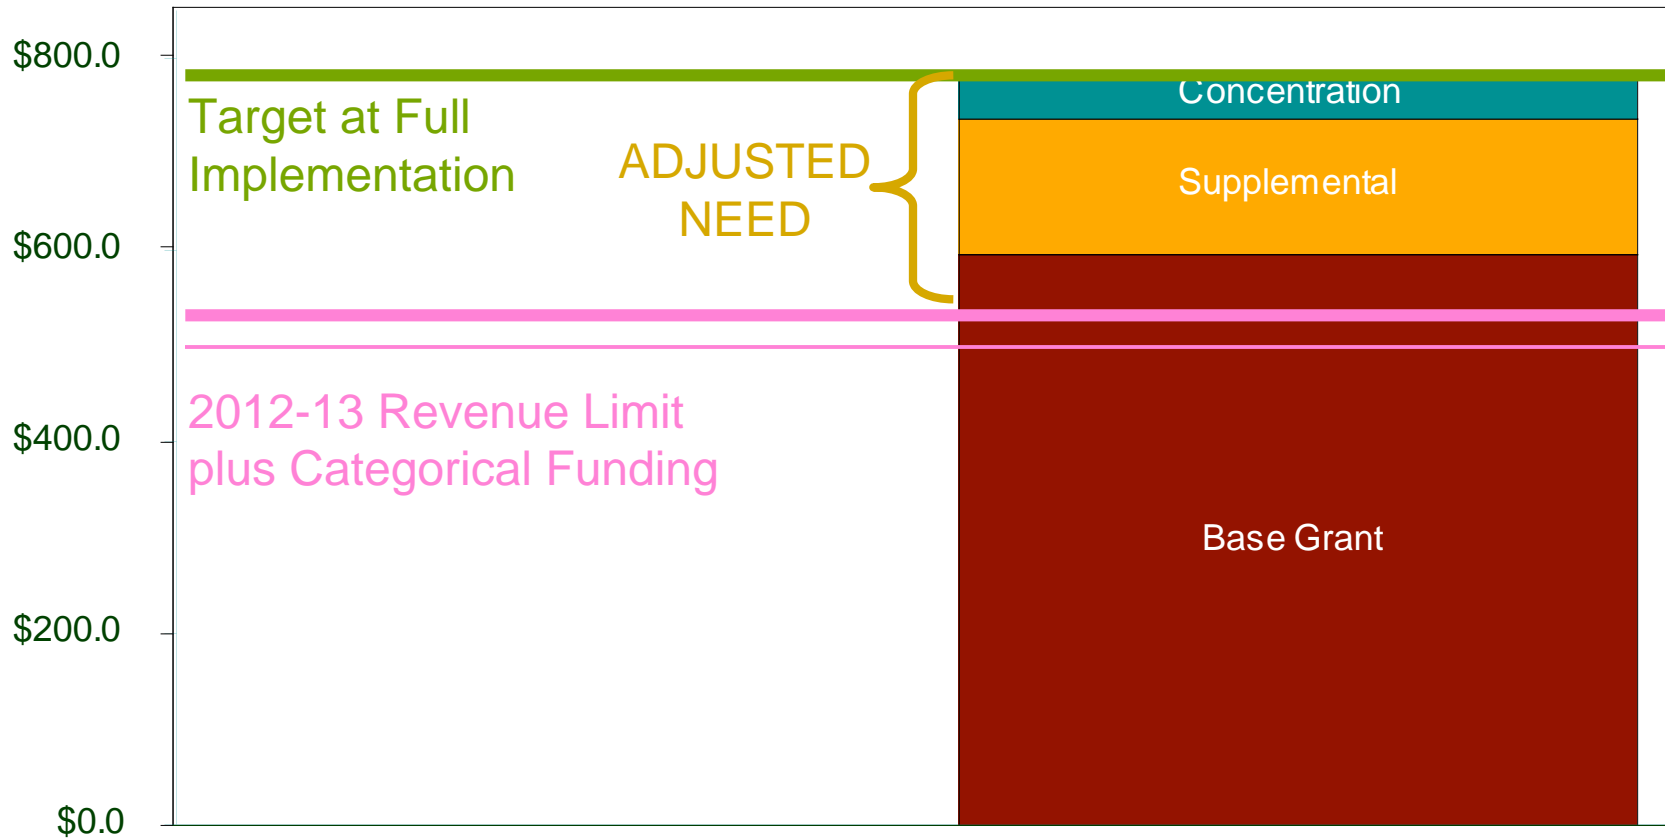 $800.0
Concentration
Target at Full
Implementation
ADJUSTED
NEED
Supplemental
$600.0
2012-13 Revenue Limit
plus Categorical Funding
$400.0
Base Grant
$200.0
$0.0